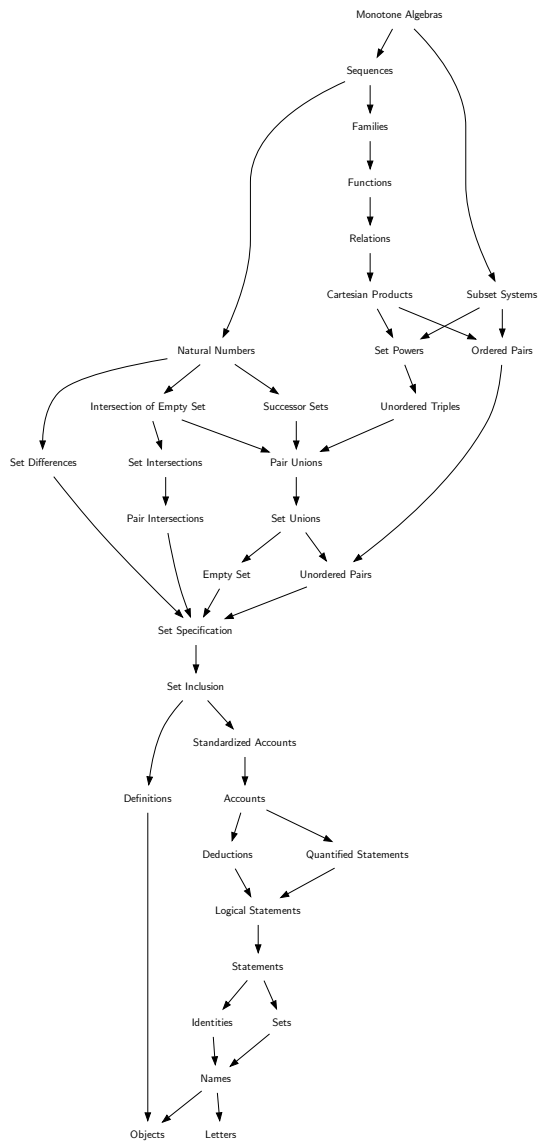 Monotone Algebras
Sequences
Families
Functions
Relations
Cartesian Products
Subset Systems
Natural Numbers
Set Powers
Ordered Pairs
Intersection of Empty Set
Successor Sets
Unordered Triples
Set Differences
Set Intersections
Pair Unions
Pair Intersections
Set Unions
Empty Set
Unordered Pairs
Set Specification
Set Inclusion
Standardized Accounts
Definitions
Accounts
Deductions
Quantified Statements
Logical Statements
Statements
Identities
Sets
Names
Objects
Letters